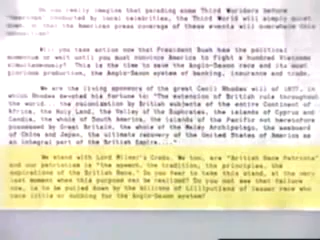 Do you really imagine that parading some Third Worlders before
conducted by local celebrities, the Third World will simply
down, that the American press coverage of these events will overshadow this
Will you take action now that President Bush has the political
momentum or wait until you must convince America to fight a hundred Vietnams
simultaneously? This is the time to save the Anglo-Saxon race and its most
glorious production, the Anglo-Saxon system of banking, insurance and trade.
We are the living sponsors of the great Cecil Rhodes will of 1877, in
which Rhodes devoted his fortune to: "The extension of British rule throughout
the world... the colonization by British subjects of the entire Continent of
Africa, the Holy Land, the Valley of the Euphrates, the islands of Cyprus and
Candia, the whole of South America, the islands of the Pacific not heretofore
possessed by Great Britain, the whole of the Malay Archipelago, the seaboard
of China and Japan, the ultimate recovery of the United States of America as
an integral part of the British Empire...."
We stand with Lord Milner's Credo. We too, are "British Race Patriots"
and our patriotism is "the speech, the tradition, the principles, the
aspirations of the British Race." Do you fear to take this stand, at the very
last moment when this purpose can be realized? Do you not see that failure
now, is to be pulled down by the billions of Lilliputians of lesser race who
care little or nothing for the Anglo-Saxon system?